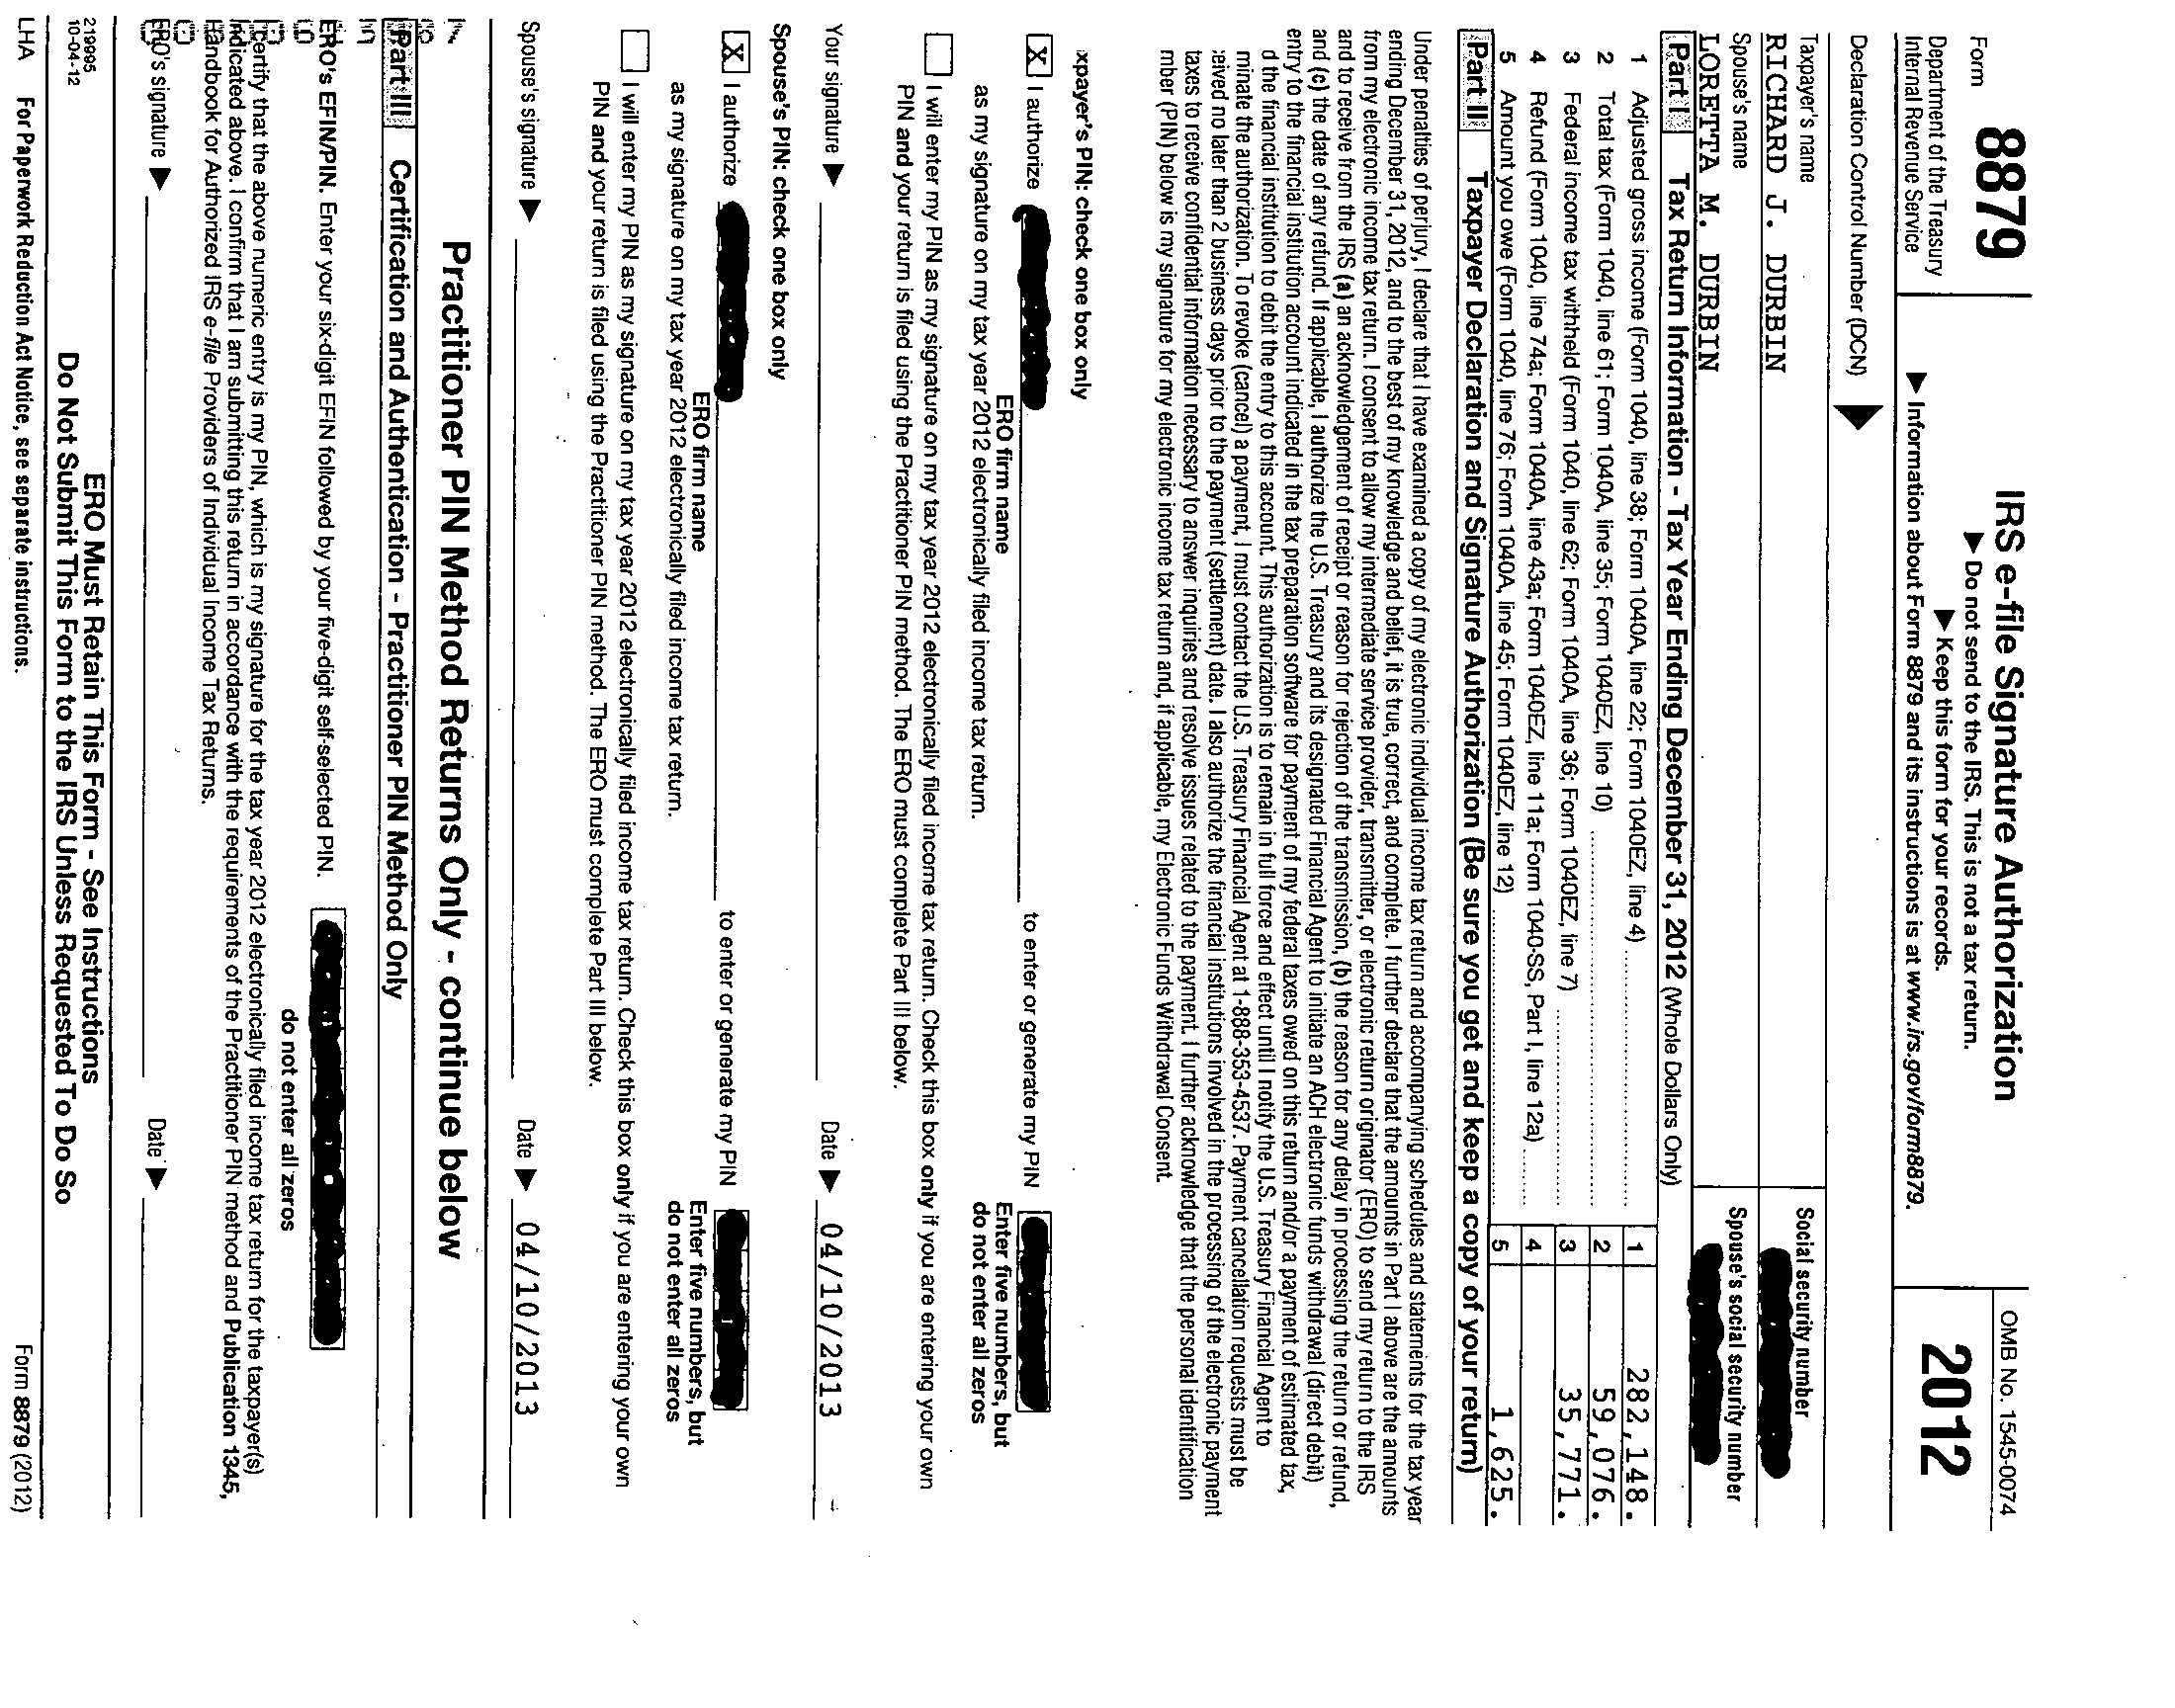 Form 8879
Department of the Treasury
Internal Revenue Service
IRS e-file Signature Authorization
▶ Do not send to the IRS. This is not a tax return.
▶ Keep this form for your records.
▶ Information about Form 8879 and its instructions is at www.irs.gov/form8879.
OMB No. 1545-0074
2012
Declaration Control Number (DCN)
Taxpayer's name
Social security number
RICHARD J. DURBIN
Spouse's name
Spouse's social security number
LORETTA M. DURBIN
Part I Tax Return Information - Tax Year Ending December 31, 2012 (Whole Dollars Only)
1 Adjusted gross income (Form 1040, line 38; Form 1040A, line 22; Form 1040EZ, line 4) 1 282,148.
2 Total tax (Form 1040, line 61; Form 1040A, line 35; Form 1040EZ, line 10) 2 59,076.
3 Federal income tax withheld (Form 1040, line 62; Form 1040A, line 36; Form 1040EZ, line 7) 3 35,771.
4 Refund (Form 1040, line 74a; Form 1040A, line 43a; Form 1040EZ, line 11a; Form 1040-SS, Part I, line 12a) 4
5 Amount you owe (Form 1040, line 76; Form 1040A, line 45; Form 1040EZ, line 12) 5 1,625.
Part II Taxpayer Declaration and Signature Authorization (Be sure you get and keep a copy of your return)
Under penalties of perjury, I declare that I have examined a copy of my electronic individual income tax return and accompanying schedules and statements for the tax year
ending December 31, 2012, and to the best of my knowledge and belief, it is true, correct, and complete. I further declare that the amounts in Part I above are the amounts
from my electronic income tax return. I consent to allow my intermediate service provider, transmitter, or electronic return originator (ERO) to send my return to the IRS
and to receive from the IRS (a) an acknowledgement of receipt or reason for rejection of the transmission, (b) the reason for any delay in processing the return or refund,
and (c) the date of any refund. If applicable, I authorize the U.S. Treasury and its designated Financial Agent to initiate an ACH electronic funds withdrawal (direct debit)
entry to the financial institution account indicated in the tax preparation software for payment of my federal taxes owed on this return and/or a payment of estimated tax,
d the financial institution to debit the entry to this account. This authorization is to remain in full force and effect until I notify the U.S. Treasury Financial Agent to
minate the authorization. To revoke (cancel) a payment, I must contact the U.S. Treasury Financial Agent at 1-888-353-4537. Payment cancellation requests must be
ceived no later than 2 business days prior to the payment (settlement) date. I also authorize the financial institutions involved in the processing of the electronic payment
taxes to receive confidential information necessary to answer inquiries and resolve issues related to the payment. I further acknowledge that the personal identification
mber (PIN) below is my signature for my electronic income tax return and, if applicable, my Electronic Funds Withdrawal Consent.
xpayer's PIN: check one box only
X I authorize to enter or generate my PIN
ERO firm name
Enter five numbers, but
do not enter all zeros
as my signature on my tax year 2012 electronically filed income tax return.
I will enter my PIN as my signature on my tax year 2012 electronically filed income tax return. Check this box only if you are entering your own
PIN and your return is filed using the Practitioner PIN method. The ERO must complete Part III below.
Your signature ▶ Date ▶ 04/10/2013
Spouse's PIN: check one box only
X I authorize to enter or generate my PIN
ERO firm name
Enter five numbers, but
do not enter all zeros
as my signature on my tax year 2012 electronically filed income tax return.
I will enter my PIN as my signature on my tax year 2012 electronically filed income tax return. Check this box only if you are entering your own
PIN and your return is filed using the Practitioner PIN method. The ERO must complete Part III below.
Spouse's signature ▶ Date ▶ 04/10/2013
Practitioner PIN Method Returns Only - continue below
Part III Certification and Authentication - Practitioner PIN Method Only
ERO's EFIN/PIN. Enter your six-digit EFIN followed by your five-digit self-selected PIN.
do not enter all zeros
certify that the above numeric entry is my PIN, which is my signature for the tax year 2012 electronically filed income tax return for the taxpayer(s)
indicated above. I confirm that I am submitting this return in accordance with the requirements of the Practitioner PIN method and Publication 1345,
Handbook for Authorized IRS e-file Providers of Individual Income Tax Returns.
ERO's signature ▶ Date ▶
ERO Must Retain This Form - See Instructions
Do Not Submit This Form to the IRS Unless Requested To Do So
219995
10-04-12
LHA For Paperwork Reduction Act Notice, see separate instructions.
Form 8879 (2012)